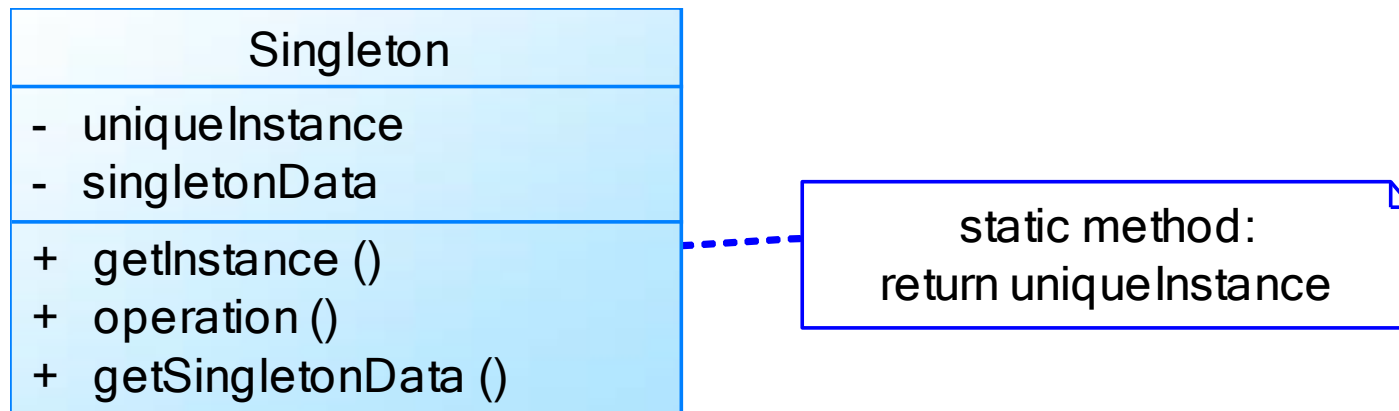 Singleton
- uniqueInstance
- singletonData
+ getInstance ()
+ operation ()
+ getSingletonData ()
static method:
return uniqueInstance